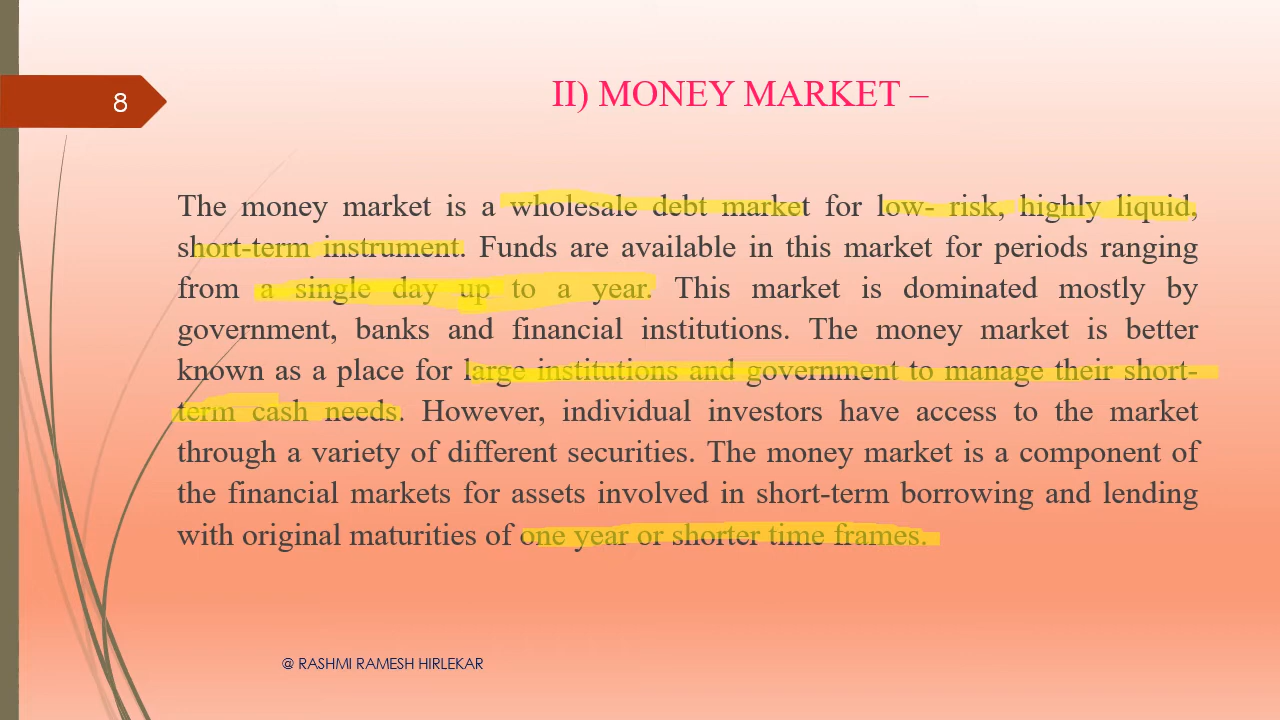 8
II) MONEY MARKET –
The money market is a wholesale debt market for low- risk, highly liquid,
short-term instrument. Funds are available in this market for periods ranging
from a single day up to a year. This market is dominated mostly by
government, banks and financial institutions. The money market is better
known as a place for large institutions and government to manage their short-
term cash needs. However, individual investors have access to the market
through a variety of different securities. The money market is a component of
the financial markets for assets involved in short-term borrowing and lending
with original maturities of one year or shorter time frames.
@ RASHMI RAMESH HIRLEKAR